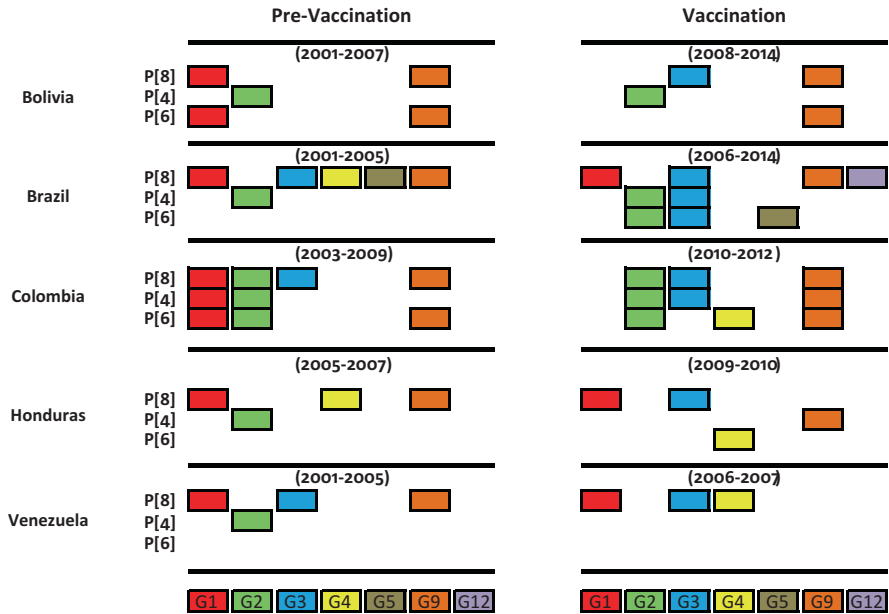 Pre-Vaccination Vaccination
(2001-2007) (2008-2014)
P[8]
Bolivia P[4]
P[6]
(2001-2005) (2006-2014)
P[8]
Brazil P[4]
P[6]
(2003-2009) (2010-2012)
P[8]
Colombia P[4]
P[6]
(2005-2007) (2009-2010)
P[8]
Honduras P[4]
P[6]
(2001-2005) (2006-2007)
P[8]
Venezuela P[4]
P[6]
G1 G2 G3 G4 G5 G9 G12 G1 G2 G3 G4 G5 G9 G12